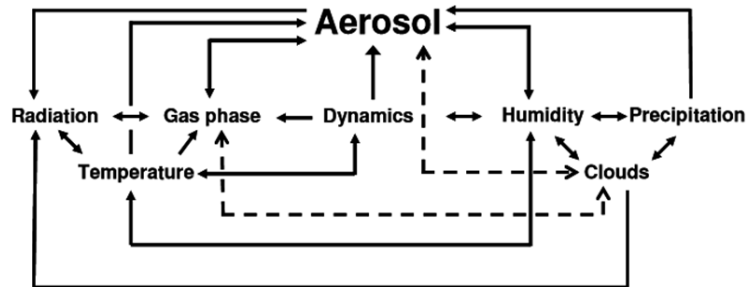 Aerosol
Radiation Gas phase Dynamics Humidity Precipitation
Temperature Clouds